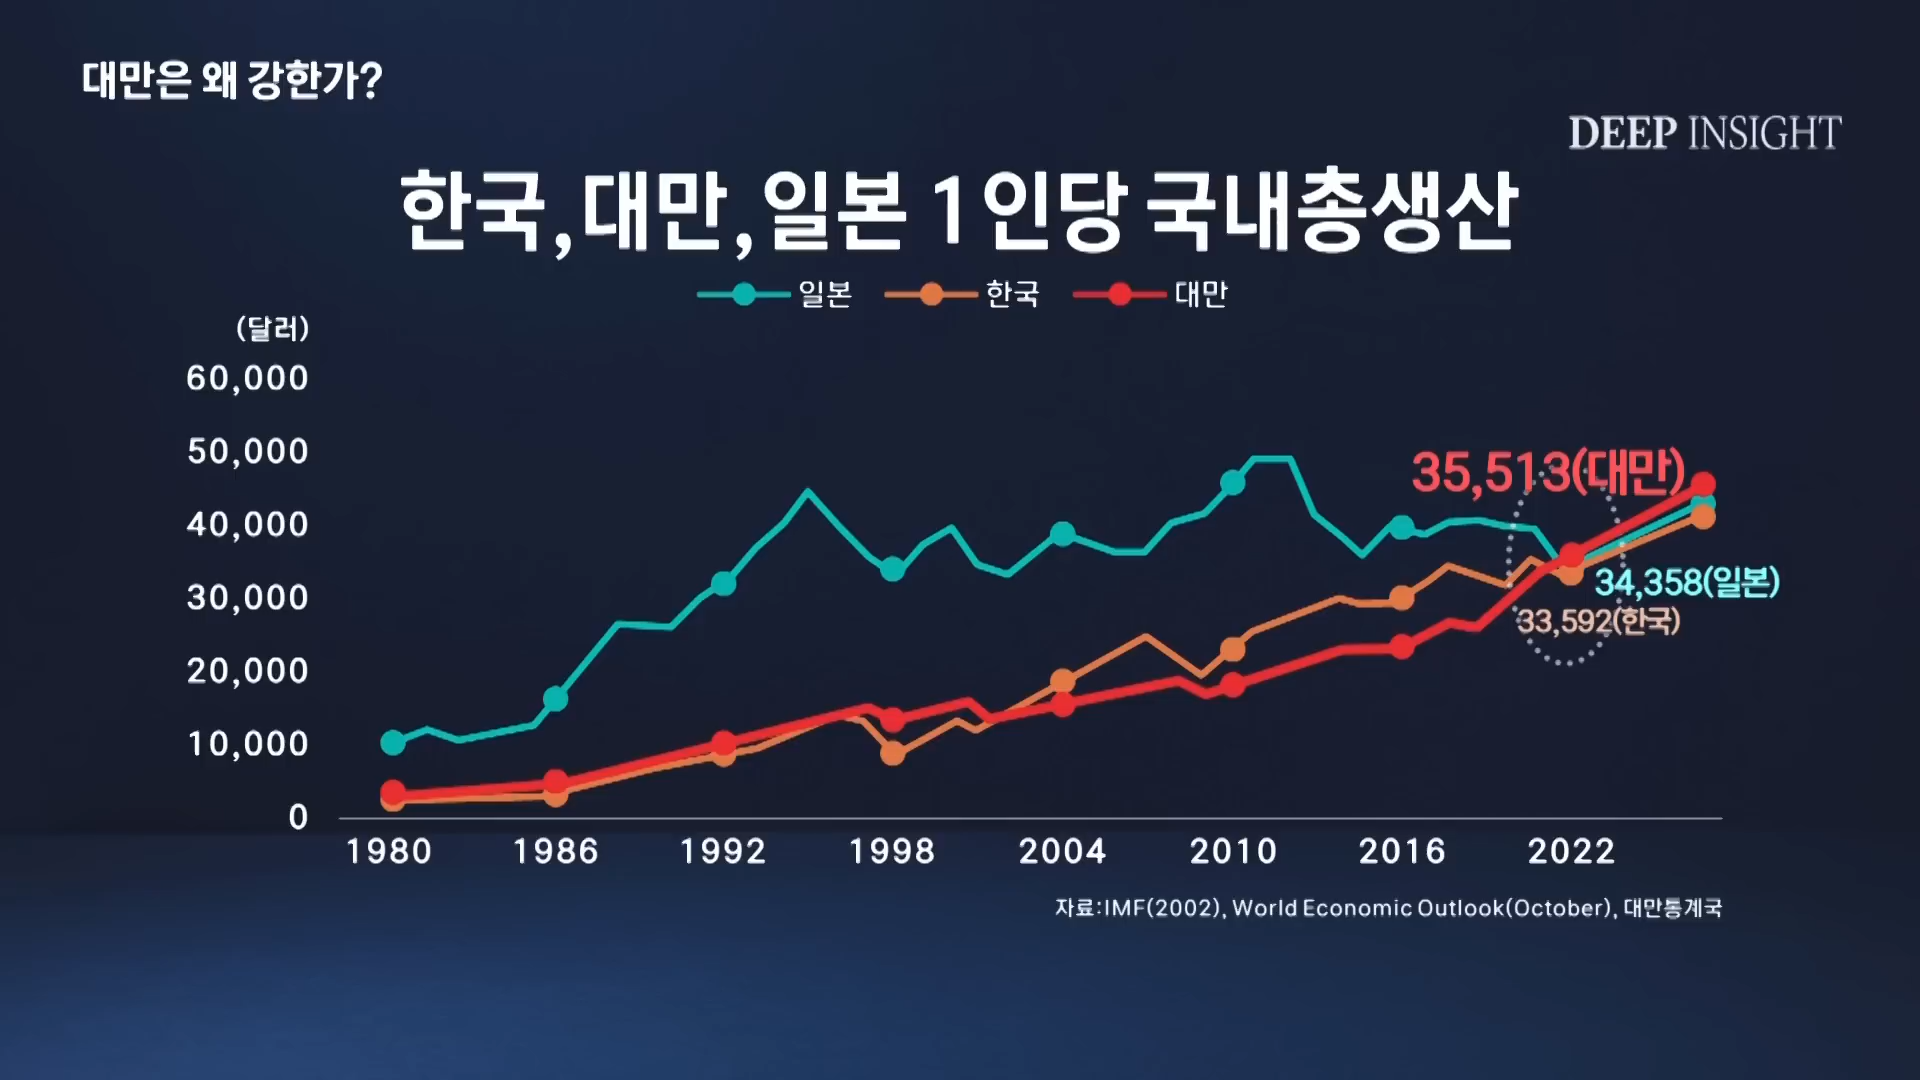 대만은 왜 강한가?
DEEP INSIGHT
한국,대만,일본 1인당 국내총생산
일본 한국 대만
(달러)
60,000
50,000
40,000
30,000
20,000
10,000
0
35,513(대만)
34,358(일본)
33,592(한국)
1980 1986 1992 1998 2004 2010 2016 2022
자료:IMF(2002), World Economic Outlook(October), 대만통계국